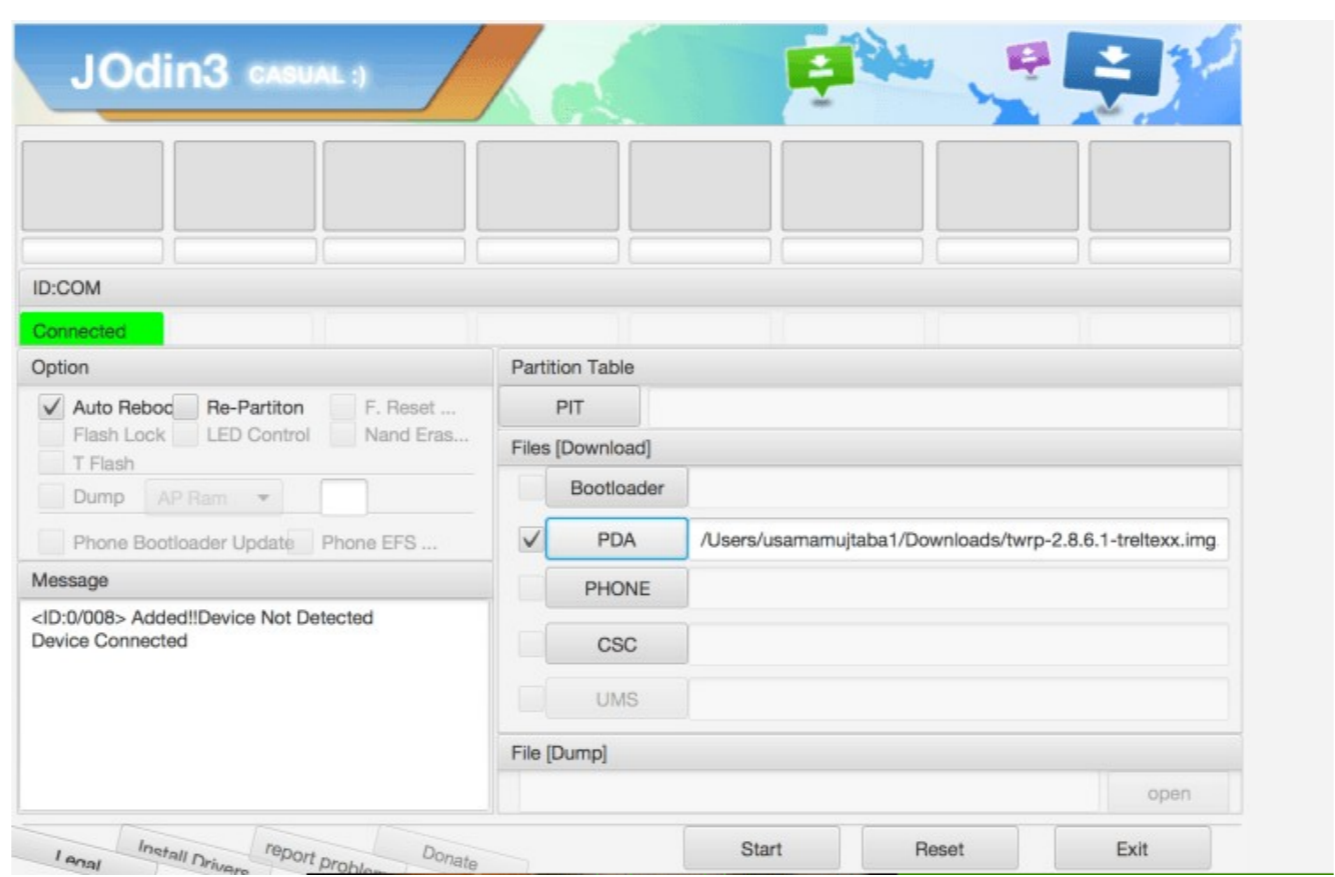 JOdin3 CASUAL :)
ID:COM
Connected
Option
Partition Table
Auto Reboo Re-Partiton F. Reset ...
PIT
Flash Lock LED Control Nand Eras...
Files [Download]
T Flash
Bootloader
Dump AP Ram
PDA /Users/usamamujtaba1/Downloads/twrp-2.8.6.1-treltexx.img
Phone Bootloader Update Phone EFS ...
Message
PHONE
<ID:0/008> Added!!Device Not Detected
Device Connected
CSC
UMS
File [Dump]
open
Legal Install Drivers report problem Donate
Start Reset Exit